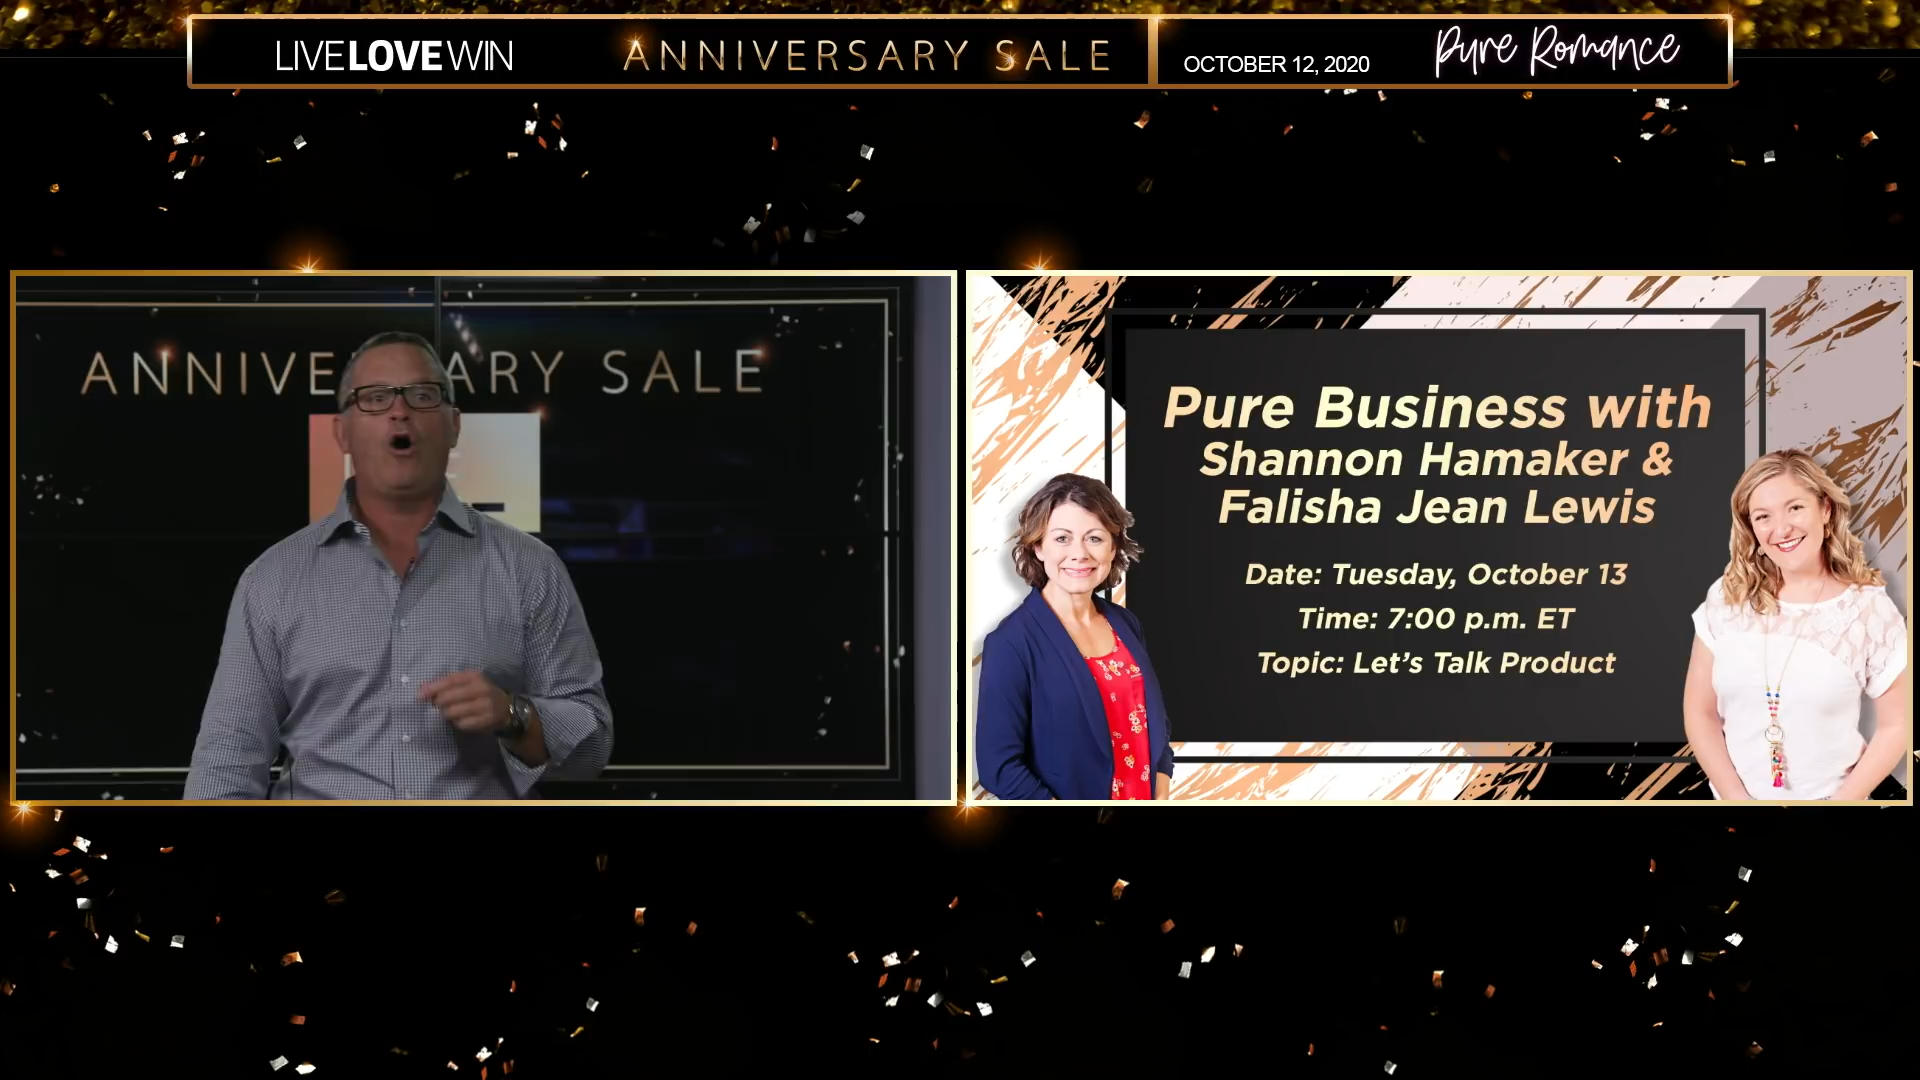 LIVELOVEWIN
ANNIVERSARY SALE
OCTOBER 12, 2020
Pure Romance
ANNIVE ARY SALE
Pure Business with
Shannon Hamaker &
Falisha Jean Lewis
Date: Tuesday, October 13
Time: 7:00 p.m. ET
Topic: Let's Talk Product